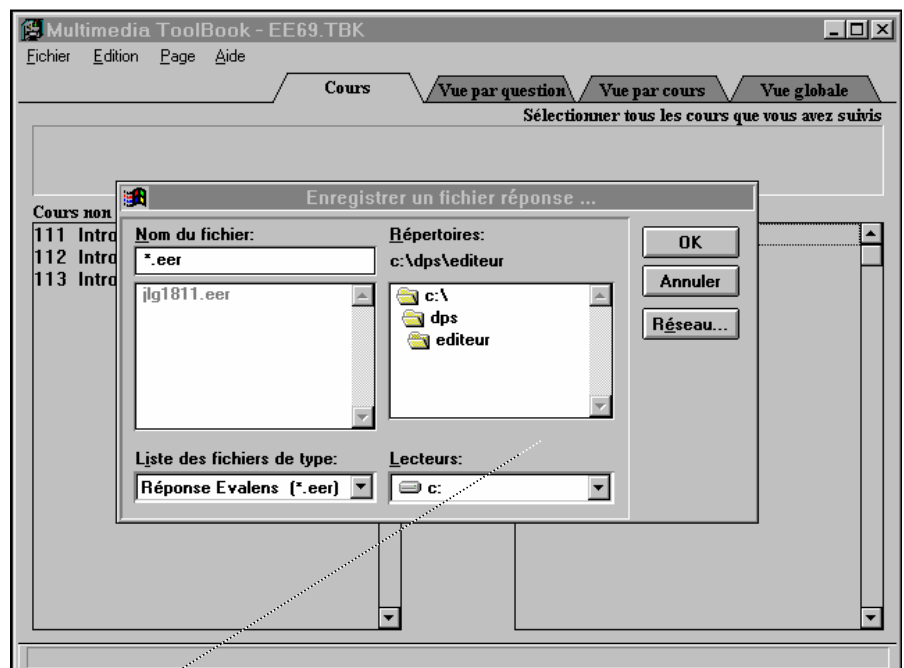 Multimedia ToolBook - EE69.TBK
Fichier Edition Page Aide
Cours Vue par question Vue par cours Vue globale
Sélectionner tous les cours que vous avez suivis
Enregistrer un fichier réponse ...
Cours non
111 Intro
112 Intro
113 Intro
Nom du fichier:
*.eer
jlg1811.eer
Répertoires:
c:\dps\editeur
c:\
dps
editeur
OK
Annuler
Réseau...
Liste des fichiers de type:
Réponse Evalens (*.eer)
Lecteurs:
c: